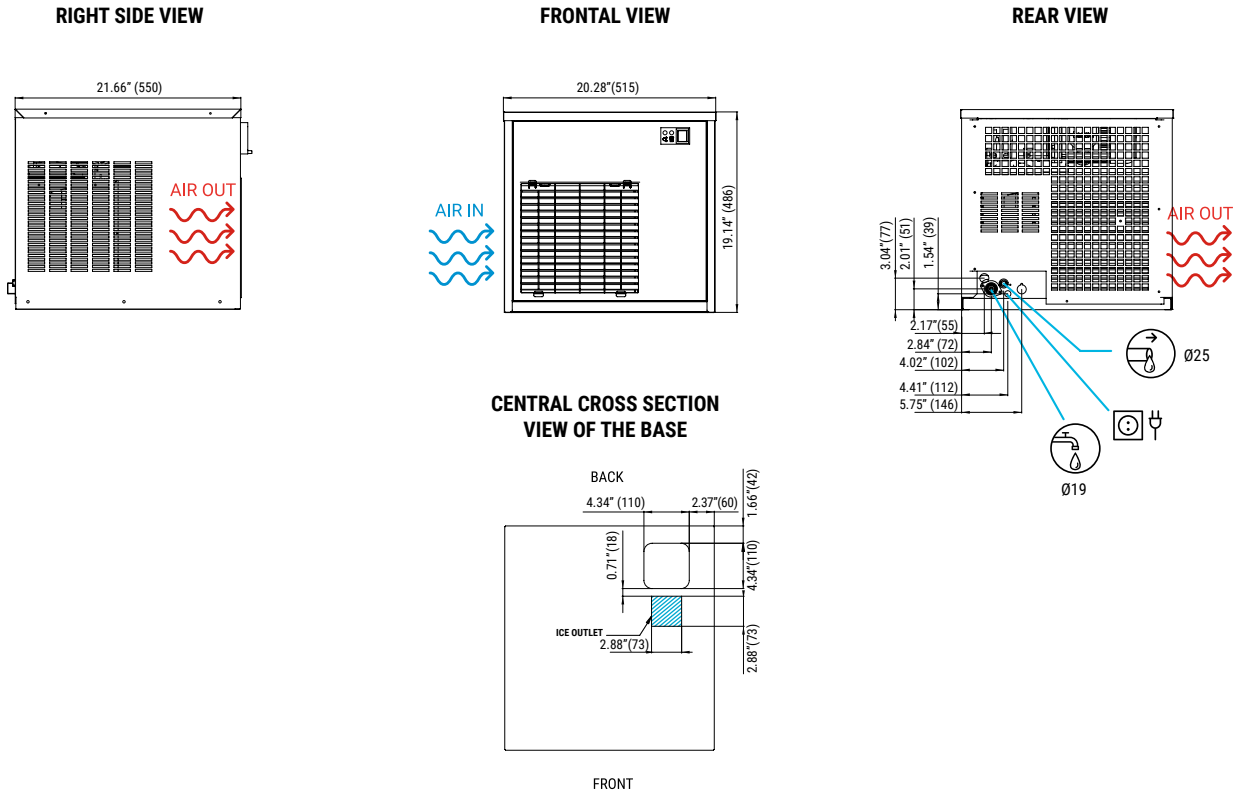 RIGHT SIDE VIEW
FRONTAL VIEW
REAR VIEW
21.66” (550)
AIR OUT
20.28”(515)
AIR IN
19.14” (486)
AIR OUT
3.04”(77)
2.01” (51)
1.54” (39)
2.17”(55)
2.84” (72)
4.02” (102)
4.41” (112)
5.75” (146)
Ø25
Ø19
CENTRAL CROSS SECTION
VIEW OF THE BASE
BACK
4.34” (110)
2.37”(60)
1.66”(42)
0.71” (18)
4.34”(110)
ICE OUTLET
2.88”(73)
2.88”(73)
FRONT